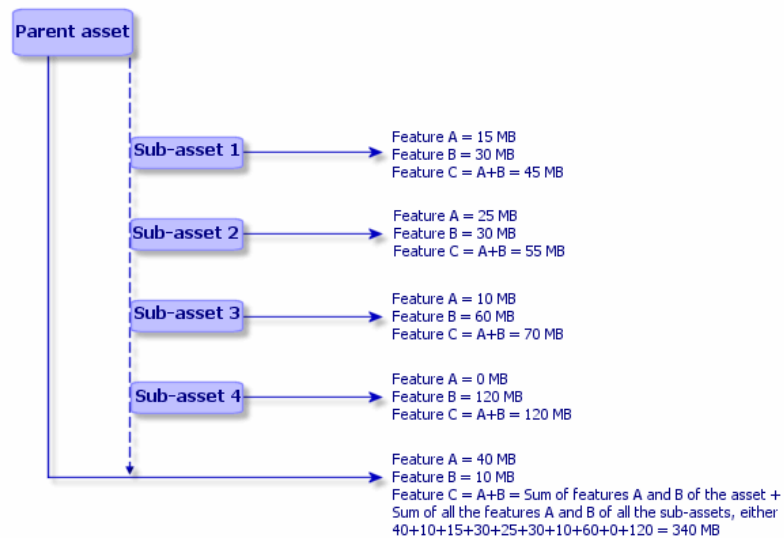 Parent asset
Sub-asset 1
Feature A = 15 MB
Feature B = 30 MB
Feature C = A+B = 45 MB
Sub-asset 2
Feature A = 25 MB
Feature B = 30 MB
Feature C = A+B = 55 MB
Sub-asset 3
Feature A = 10 MB
Feature B = 60 MB
Feature C = A+B = 70 MB
Sub-asset 4
Feature A = 0 MB
Feature B = 120 MB
Feature C = A+B = 120 MB
Feature A = 40 MB
Feature B = 10 MB
Feature C = A+B = Sum of features A and B of the asset +
Sum of all the features A and B of all the sub-assets, either
40+10+15+30+25+30+10+60+0+120 = 340 MB